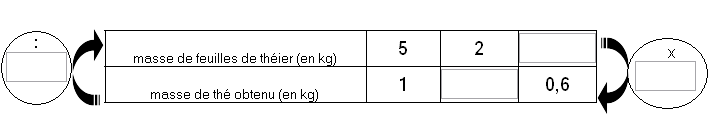 :
masse de feuilles de théier (en kg) 5 2
x
masse de thé obtenu (en kg) 1 0,6